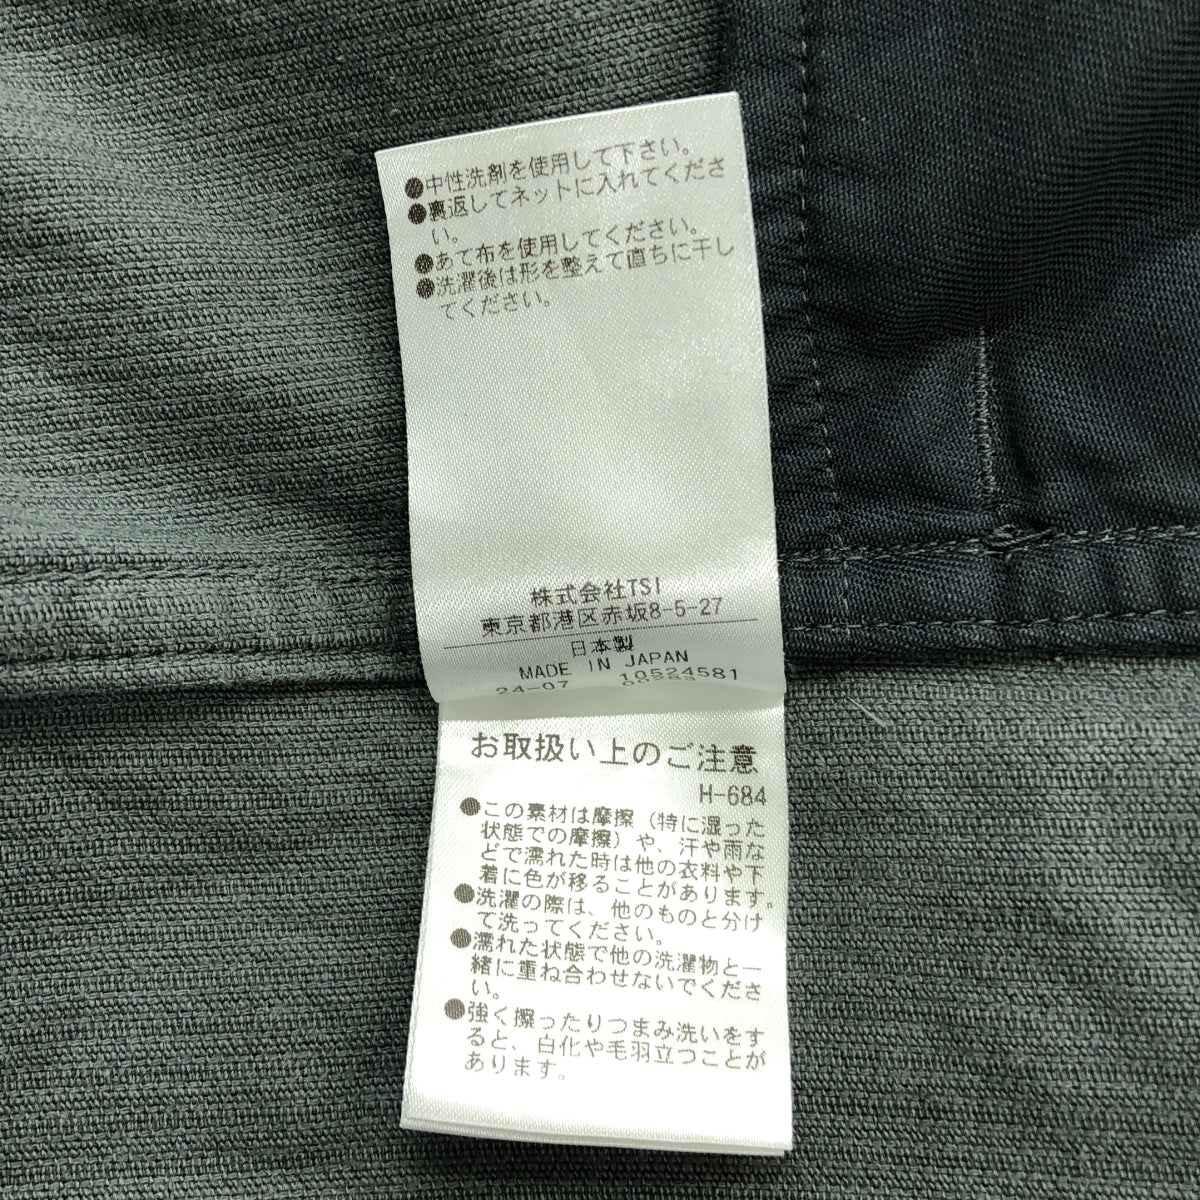 ●中性洗剤を使用して下さい。
●裏返してネットに入れてくださ
い。
●あて布を使用してください。
●洗濯後は形を整えて直ちに干し
てください。
株式会社TSI
東京都港区赤坂8-5-27
日本製
MADE IN JAPAN
24-07 10524581
お取扱い上のご注意
H-684
●この素材は摩擦（特に湿った
状態での摩擦）や、汗や雨な
どで濡れた時は他の衣料や下
着に色が移ることがあります。
●洗濯の際は、他のものと分け
て洗ってください。
●濡れた状態で他の洗濯物と一
緒に重ね合わせないでくださ
い。
●強く擦ったりつまみ洗いをす
ると、白化や毛羽立つことが
あります。